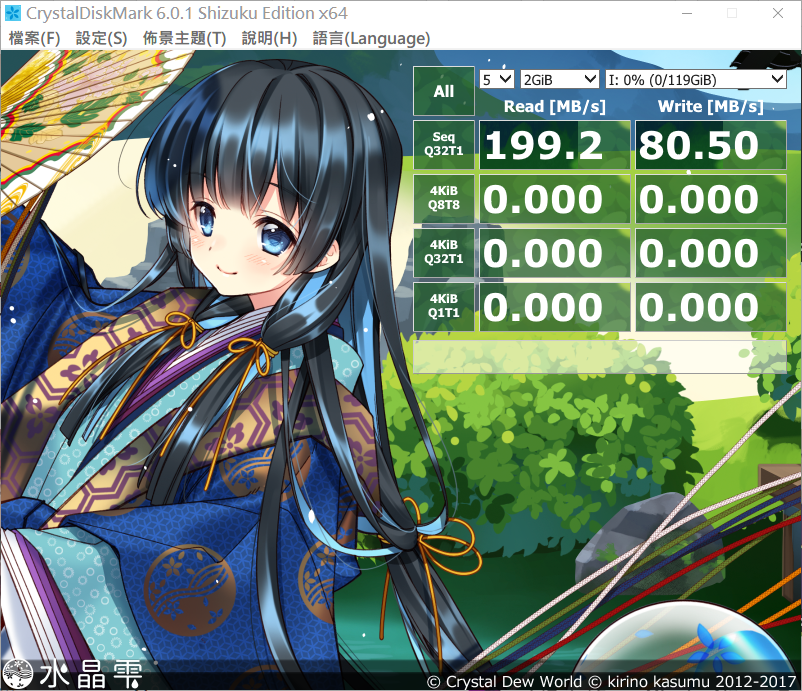 CrystalDiskMark 6.0.1 Shizuku Edition x64
檔案(F) 設定(S) 佈景主題(T) 說明(H) 語言(Language)
All 5 2GiB I: 0% (0/119GiB)
Read [MB/s] Write [MB/s]
Seq
Q32T1 199.2 80.50
4KiB
Q8T8 0.000 0.000
4KiB
Q32T1 0.000 0.000
4KiB
Q1T1 0.000 0.000
水晶雫
© Crystal Dew World © kirino kasumu 2012-2017